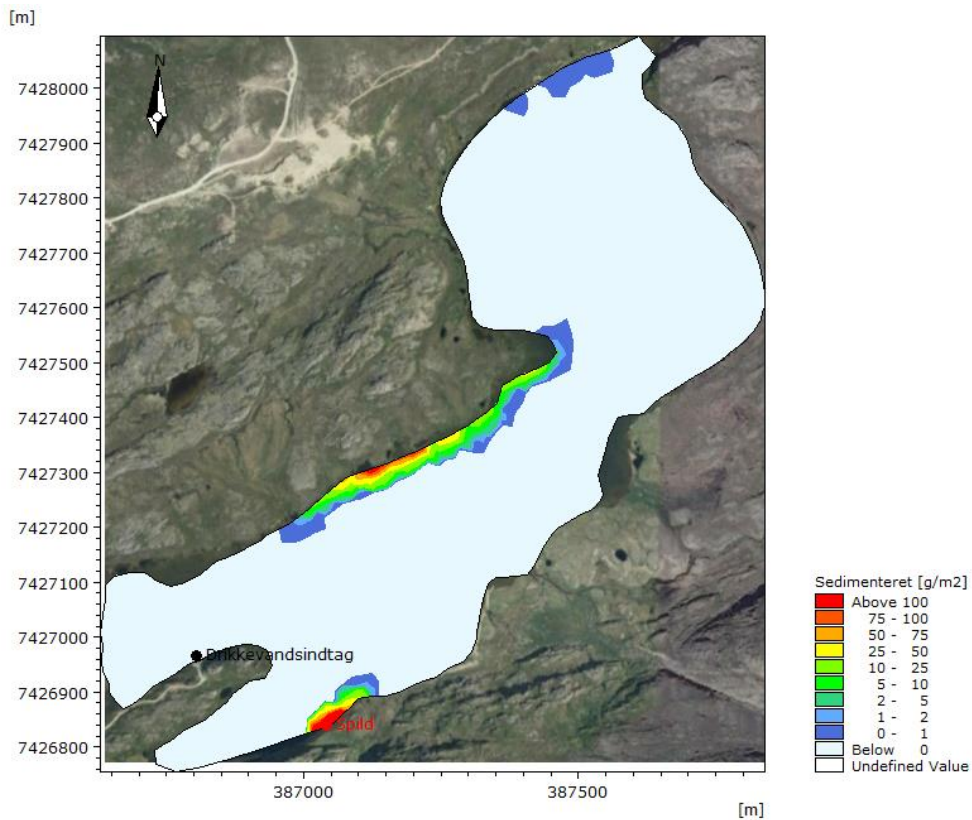 [m]
N
7428000
7427900
7427800
7427700
7427600
7427500
7427400
7427300
7427200
7427100
7427000
7426900
7426800
Drikkevandsindtag
Spild
387000
387500
[m]
Sedimenteret [g/m2]
Above 100
75 - 100
50 - 75
25 - 50
10 - 25
5 - 10
2 - 5
1 - 2
0 - 1
Below 0
Undefined Value